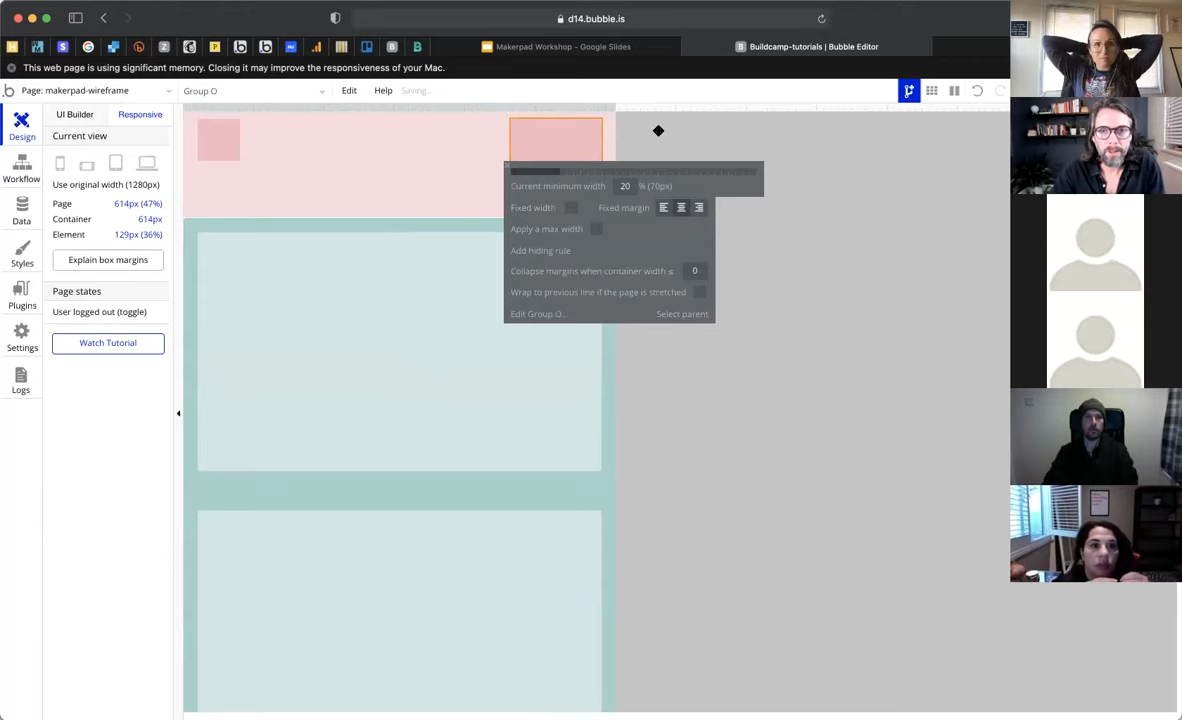 d14.bubble.is
Makerpad Workshop - Google Slides
Buildcamp-tutorials | Bubble Editor
This web page is using significant memory. Closing it may improve the responsiveness of your Mac.
Page: makerpad-wireframe
Group O
Edit
Help
Saving...
Design
UI Builder
Responsive
Current view
Use original width (1280px)
Page 614px (47%)
Container 614px
Element 129px (36%)
Explain box margins
Page states
User logged out (toggle)
Watch Tutorial
Workflow
Data
Styles
Plugins
Settings
Logs
Current minimum width 20 % (70px)
Fixed width Fixed margin
Apply a max width
Add hiding rule
Collapse margins when container width ≤ 0
Wrap to previous line if the page is stretched
Edit Group O... Select parent